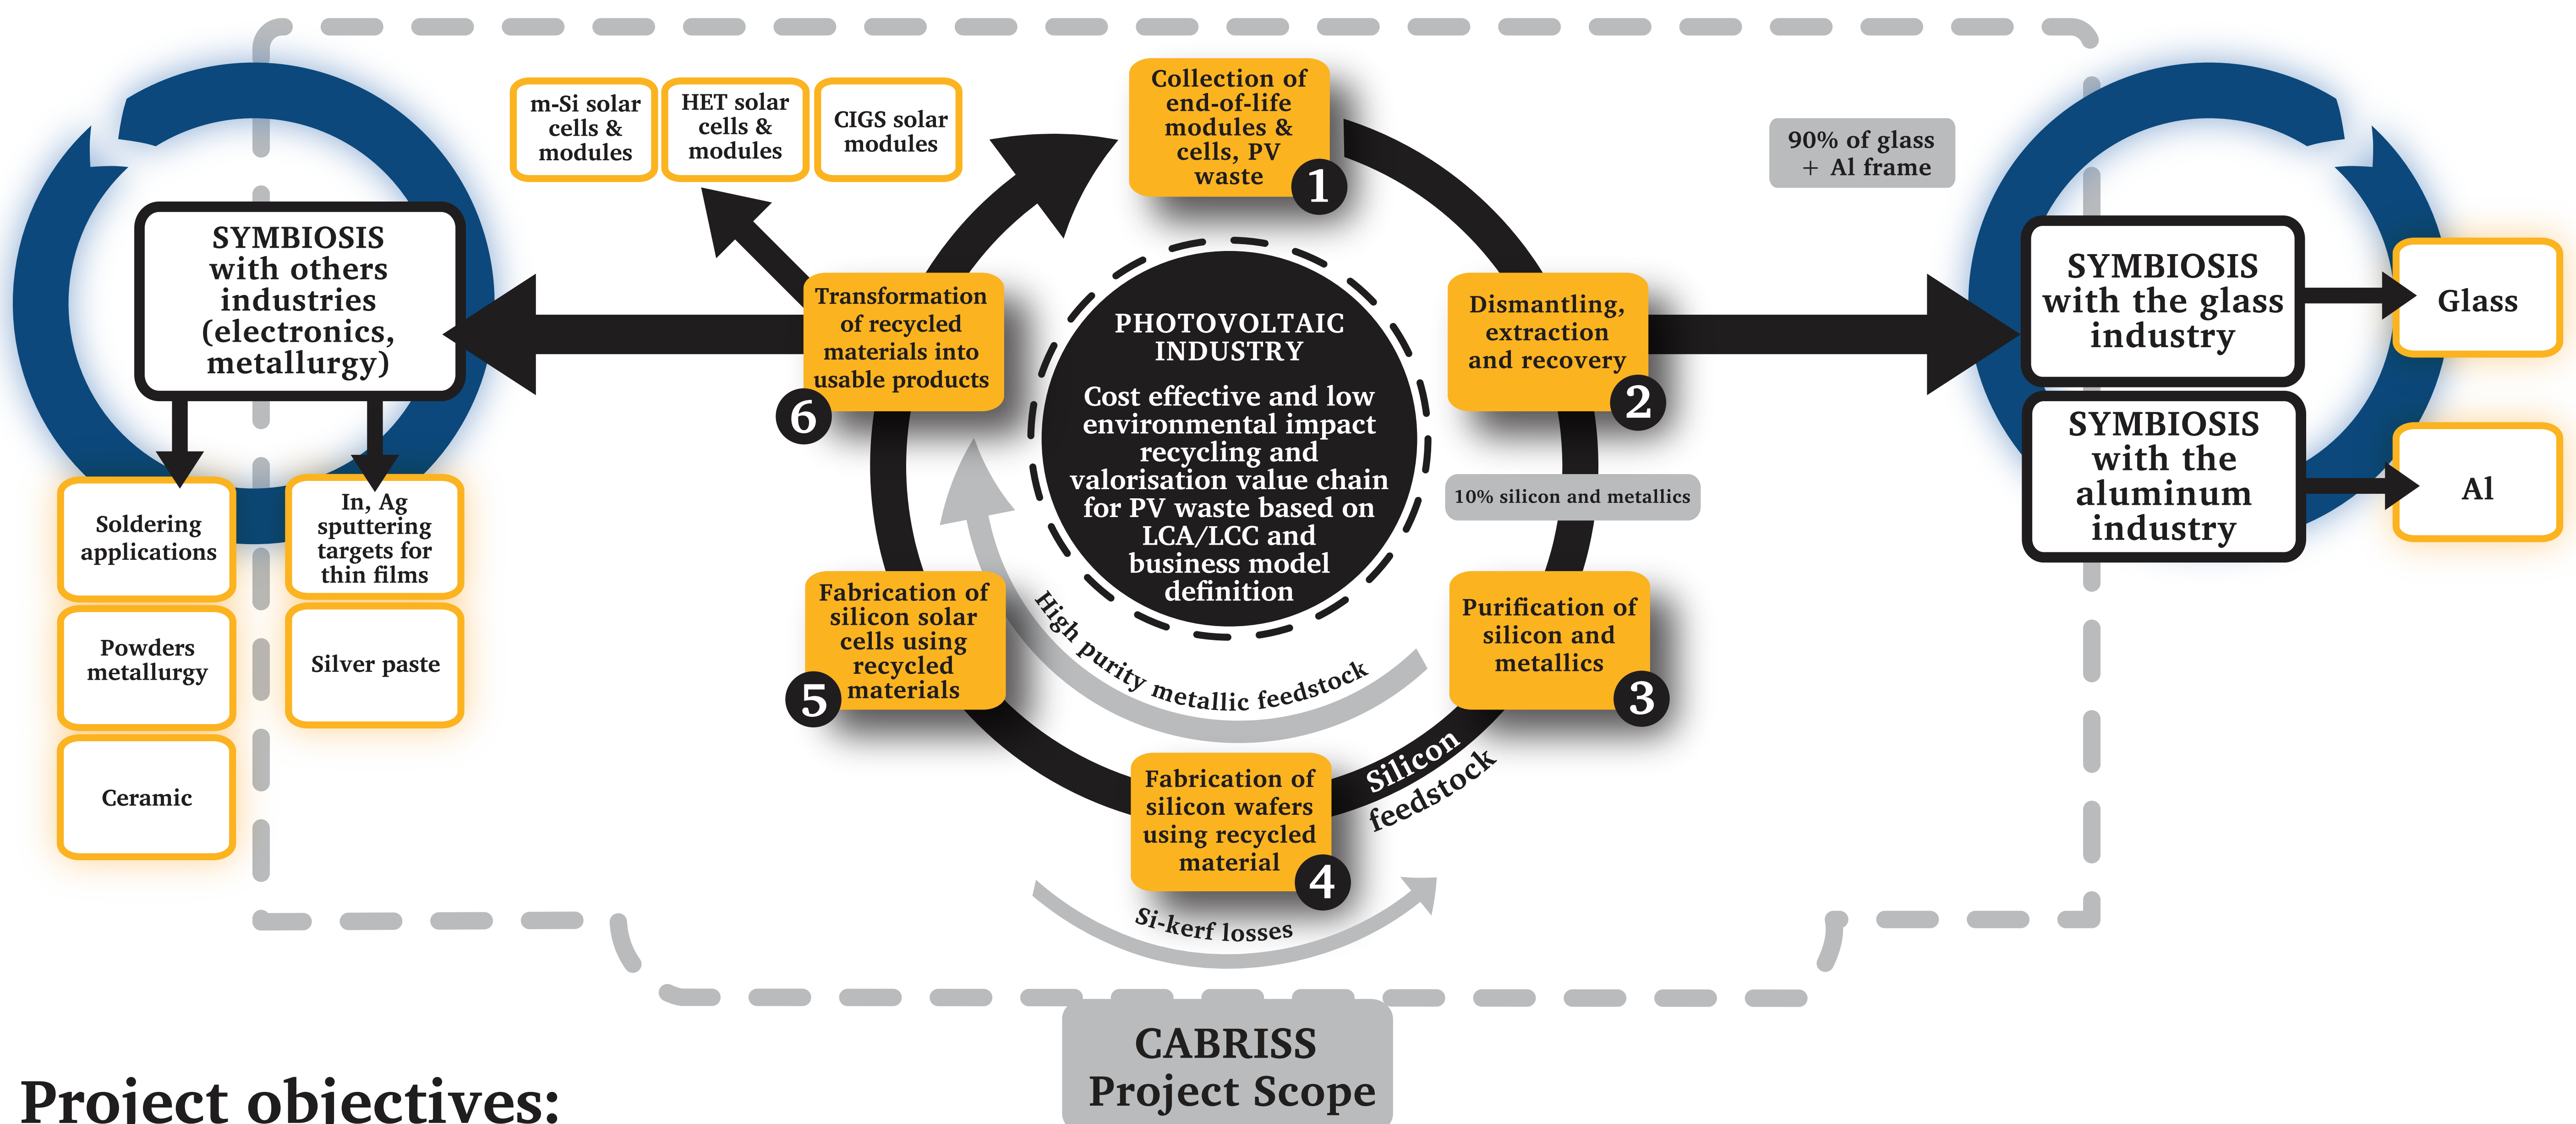 m-Si solar
cells &
modules
HET solar
cells &
modules
CIGS solar
modules
Collection of
end-of-life
modules &
cells, PV
waste
1
90% of glass
+ Al frame
SYMBIOSIS
with others
industries
(electronics,
metallurgy)
Transformation
of recycled
materials into
usable products
6
PHOTOVOLTAIC
INDUSTRY
Cost effective and low
environmental impact
recycling and
valorisation value chain
for PV waste based on
LCA/LCC and
business model
definition
Dismantling,
extraction
and recovery
2
SYMBIOSIS
with the glass
industry
Glass
SYMBIOSIS
with the
aluminum
industry
Al
10% silicon and metallics
Soldering
applications
In, Ag
sputtering
targets for
thin films
Powders
metallurgy
Silver paste
Ceramic
Fabrication of
silicon solar
cells using
recycled
materials
5
High purity metallic feedstock
Purification of
silicon and
metallics
3
Silicon
feedstock
Fabrication of
silicon wafers
using recycled
material
4
Si-kerf losses
CABRISS
Project Scope
Project objectives: